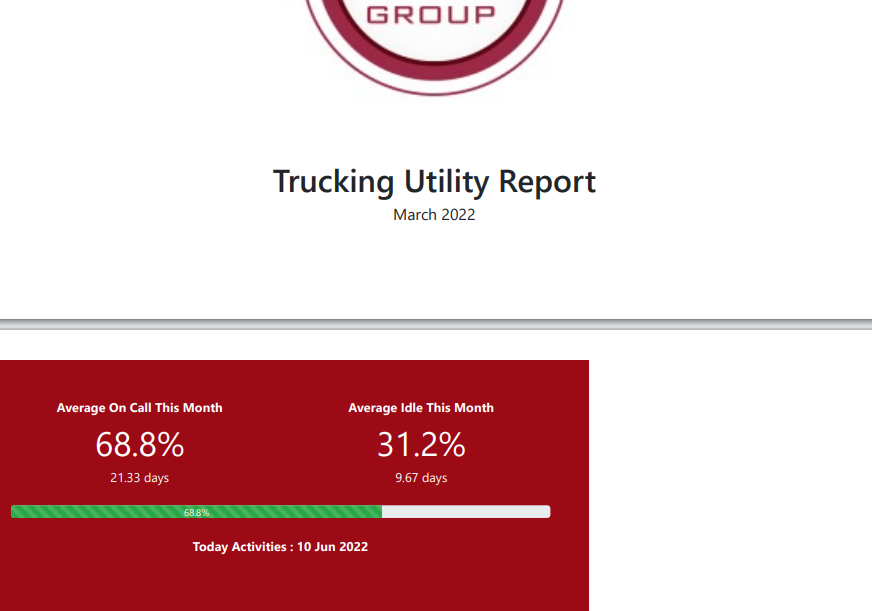 GROUP
Trucking Utility Report
March 2022
Average On Call This Month
Average Idle This Month
68.8%
31.2%
21.33 days
9.67 days
68.8%
Today Activities : 10 Jun 2022